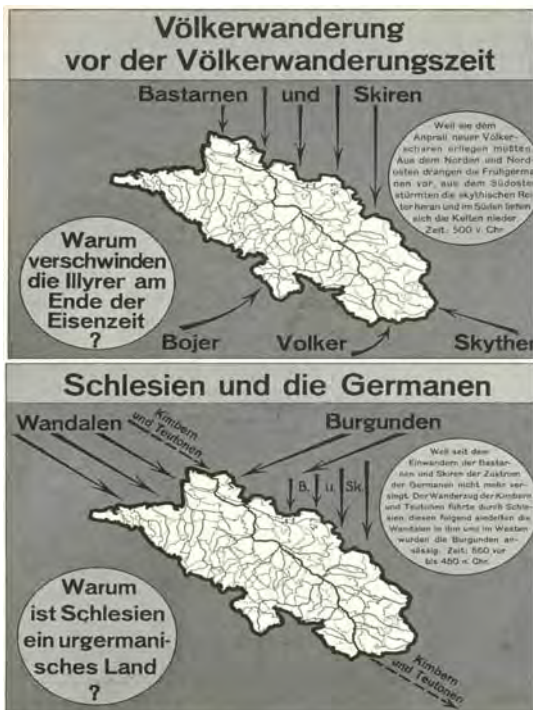 Völkerwanderung
vor der Völkerwanderungszeit
Bastarnen und Skiren
Weil sie dem
Anprall neuer Völker-
scharen erliegen mußten.
Aus dem Norden und Nord-
osten drangen die Frühgerma-
nen vor, aus dem Südosten
stürmten die skythischen Rei-
ter heran und im Süden ließen
sich die Kelten nieder.
Zeit: 500 v. Chr.
Warum
verschwinden
die Illyrer am
Ende der
Eisenzeit
?
Bojer Volker Skythen
Schlesien und die Germanen
Wandalen
Kimbern
und Teutonen
Burgunden
B. u. Sk.
Weil seit dem
Einwandern der Bastar-
nen und Skiren der Zustrom
der Germanen nicht mehr ver-
siegt. Der Wanderzug der Kimbern
und Teutonen führte durch Schle-
sien, diesen folgend siedelten die
Wandalen in ihm und im Westen
wurden die Burgunden an-
sässig. Zeit: 550 vor
bis 450 n. Chr.
Warum
ist Schlesien
ein urgermani-
sches Land
?
Kimbern
und Teutonen